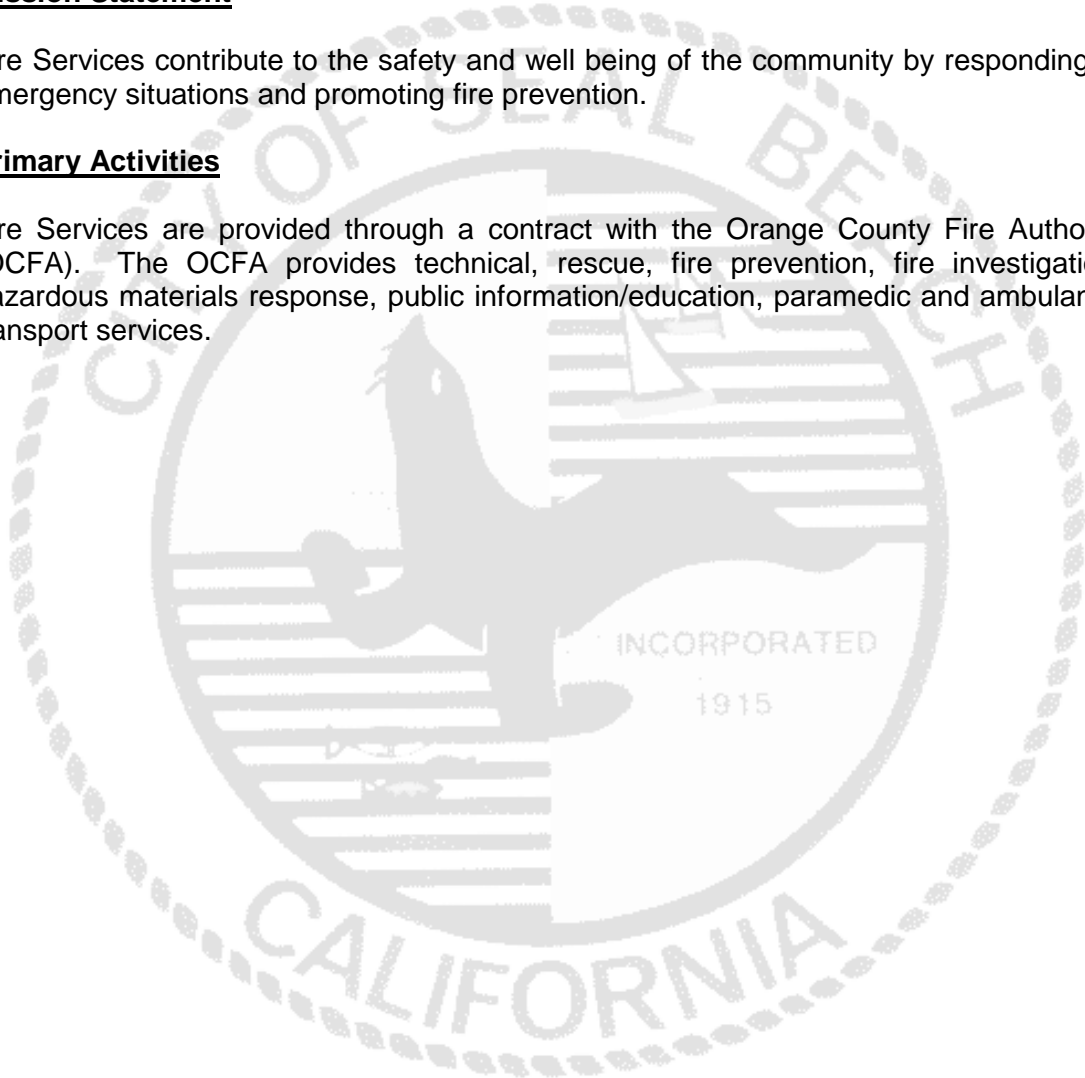 ission Statement
re Services contribute to the safety and well being of the community by responding
mergency situations and promoting fire prevention.
rimary Activities
re Services are provided through a contract with the Orange County Fire Autho
OCFA). The OCFA provides technical, rescue, fire prevention, fire investigati
azardous materials response, public information/education, paramedic and ambulan
ansport services.
CITY OF SEAL BEACH
INCORPORATED
1915
CALIFORNIA